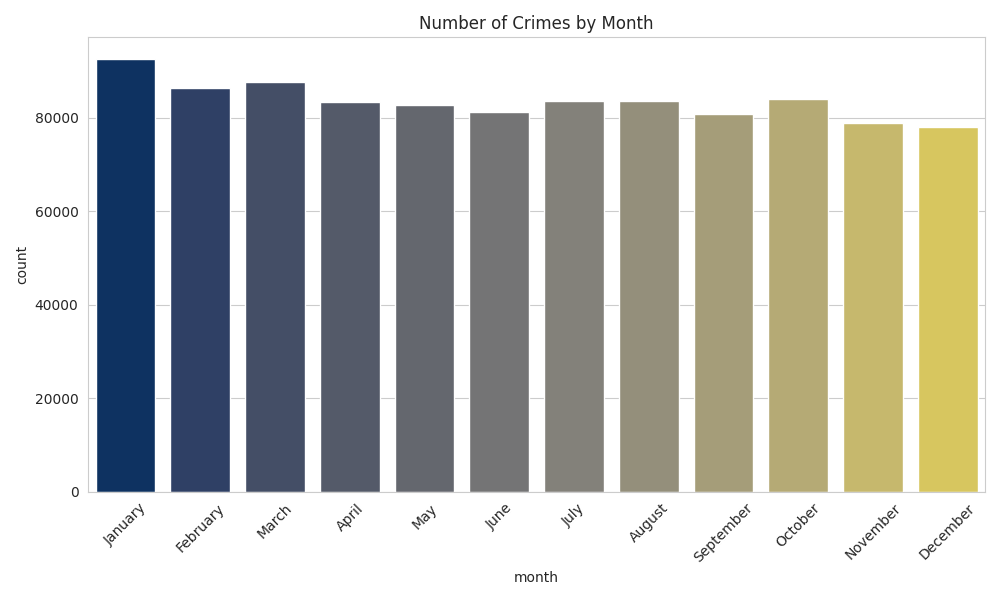 Number of Crimes by Month
count
80000
60000
40000
20000
0
January
February
March
April
May
June
July
August
September
October
November
December
month